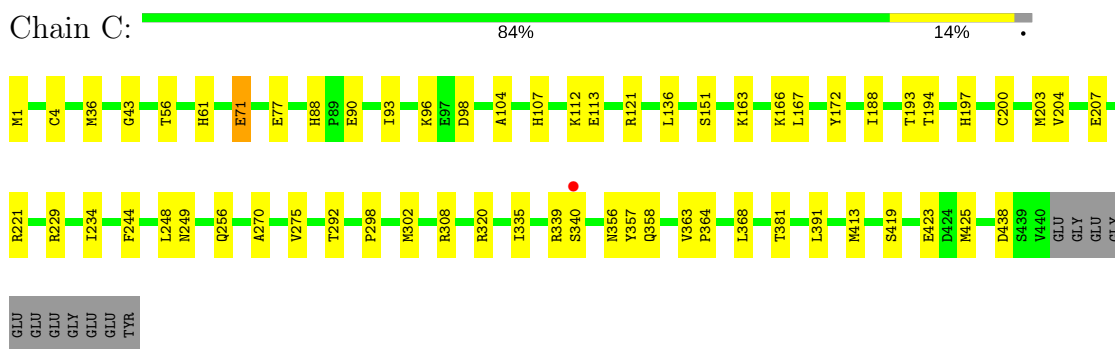 Chain C:
84% 14% •
M1 C4 M36 G43 T56 H61 E71 E77 H88 P89 E90 I93 K96 E97 D98 A104 H107 K112 E113 R121 L136 S151 K163 K166 L167 Y172 I188 T193 T194 H197 C200 M203 V204 E207
R221 R229 I234 F244 L248 N249 Q256 A270 V275 T292 P298 M302 R308 R320 I335 R339 S340 N356 Y357 Q358 V363 P364 L368 T381 L391 M413 S419 E423 D424 M425 D438 S439 V440 GLU GLY GLU GLY
GLU GLU GLU GLY GLU GLU TYR